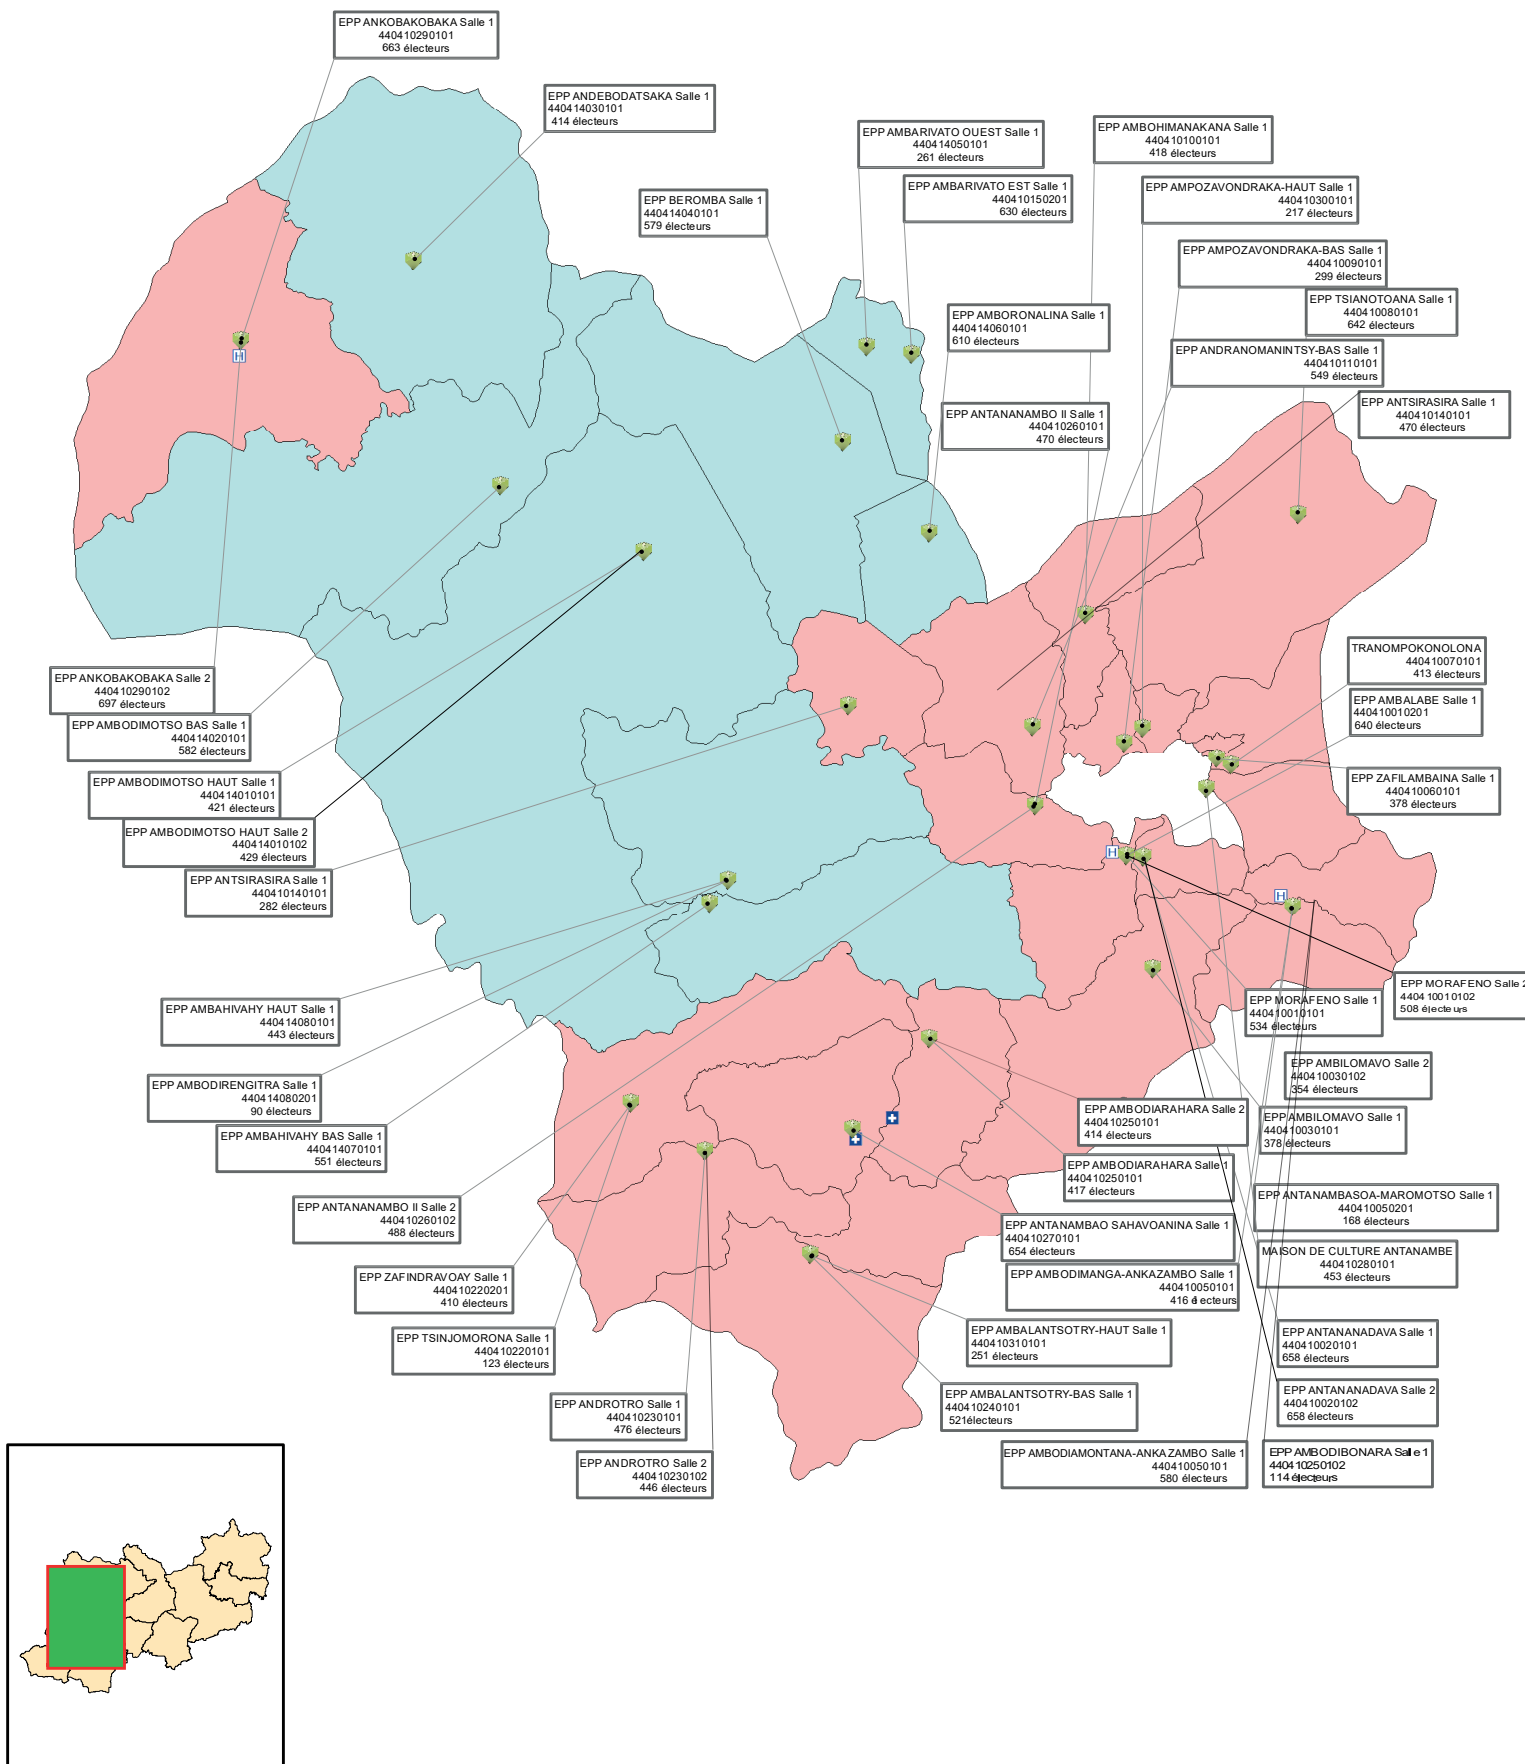 EPP ANKOBAKOBAKA Salle 1
440410290101
663 électeurs
EPP ANDEBODATSAKA Salle 1
440414030101
414 électeurs
EPP AMBARIVATO OUEST Salle 1
440414050101
261 électeurs
EPP AMBOHIMANAKANA Salle 1
440410100101
418 électeurs
EPP AMBARIVATO EST Salle 1
440410150201
630 électeurs
EPP AMPOZAVONDRAKA-HAUT Salle 1
440410300101
217 électeurs
EPP BEROMBA Salle 1
440414040101
579 électeurs
EPP AMPOZAVONDRAKA-BAS Salle 1
440410090101
299 électeurs
EPP TSIANOTOANA Salle 1
440410080101
642 électeurs
EPP AMBORONALINA Salle 1
440414060101
610 électeurs
EPP ANDRANOMANINTSY-BAS Salle 1
440410110101
549 électeurs
EPP ANTSIRASIRA Salle 1
440410140101
470 électeurs
EPP ANTANANAMBO II Salle 1
440410260101
470 électeurs
H
TRANOMPOKONOLONA
440410070101
413 électeurs
EPP ANKOBAKOBAKA Salle 2
440410290102
697 électeurs
EPP AMBALABE Salle 1
440410010201
640 électeurs
EPP AMBODIMOTSO BAS Salle 1
440414020101
582 électeurs
EPP AMBODIMOTSO HAUT Salle 1
440414010101
421 électeurs
EPP ZAFILAMBAINA Salle 1
440410060101
378 électeurs
EPP AMBODIMOTSO HAUT Salle 2
440414010102
429 électeurs
H
EPP ANTSIRASIRA Salle 1
440410140101
282 électeurs
H
EPP MORAFENO Salle 2
440410010102
508 électeurs
EPP MORAFENO Salle 1
440410010101
534 électeurs
EPP AMBAHIVAHY HAUT Salle 1
440414080101
443 électeurs
EPP AMBILOMAVO Salle 2
440410030102
354 électeurs
EPP AMBODIRENGITRA Salle 1
440414080201
90 électeurs
EPP AMBODIARAHARA Salle 2
440410250101
414 électeurs
EPP AMBILOMAVO Salle 1
440410030101
378 électeurs
EPP AMBAHIVAHY BAS Salle 1
440414070101
551 électeurs
EPP AMBODIARAHARA Salle 1
440410250101
417 électeurs
EPP ANTANAMBASOA-MAROMOTSO Salle 1
440410050201
168 électeurs
EPP ANTANANAMBO II Salle 2
440410260102
488 électeurs
EPP ANTANAMBAO SAHAVOANINA Salle 1
440410270101
654 électeurs
MAISON DE CULTURE ANTANAMBE
440410280101
453 électeurs
EPP ZAFINDRAVOAY Salle 1
440410220201
410 électeurs
EPP AMBODIMANGA-ANKAZAMBO Salle 1
440410050101
416 électeurs
EPP TSINJOMORONA Salle 1
440410220101
123 électeurs
EPP AMBALANTSOTRY-HAUT Salle 1
440410310101
251 électeurs
EPP ANTANANADAVA Salle 1
440410020101
658 électeurs
EPP ANDROTRO Salle 1
440410230101
476 électeurs
EPP AMBALANTSOTRY-BAS Salle 1
440410240101
521électeurs
EPP ANTANANADAVA Salle 2
440410020102
658 électeurs
EPP ANDROTRO Salle 2
440410230102
446 électeurs
EPP AMBODIAMONTANA-ANKAZAMBO Salle 1
440410050101
580 électeurs
EPP AMBODIBONARA Salle 1
440410250102
114 électeurs